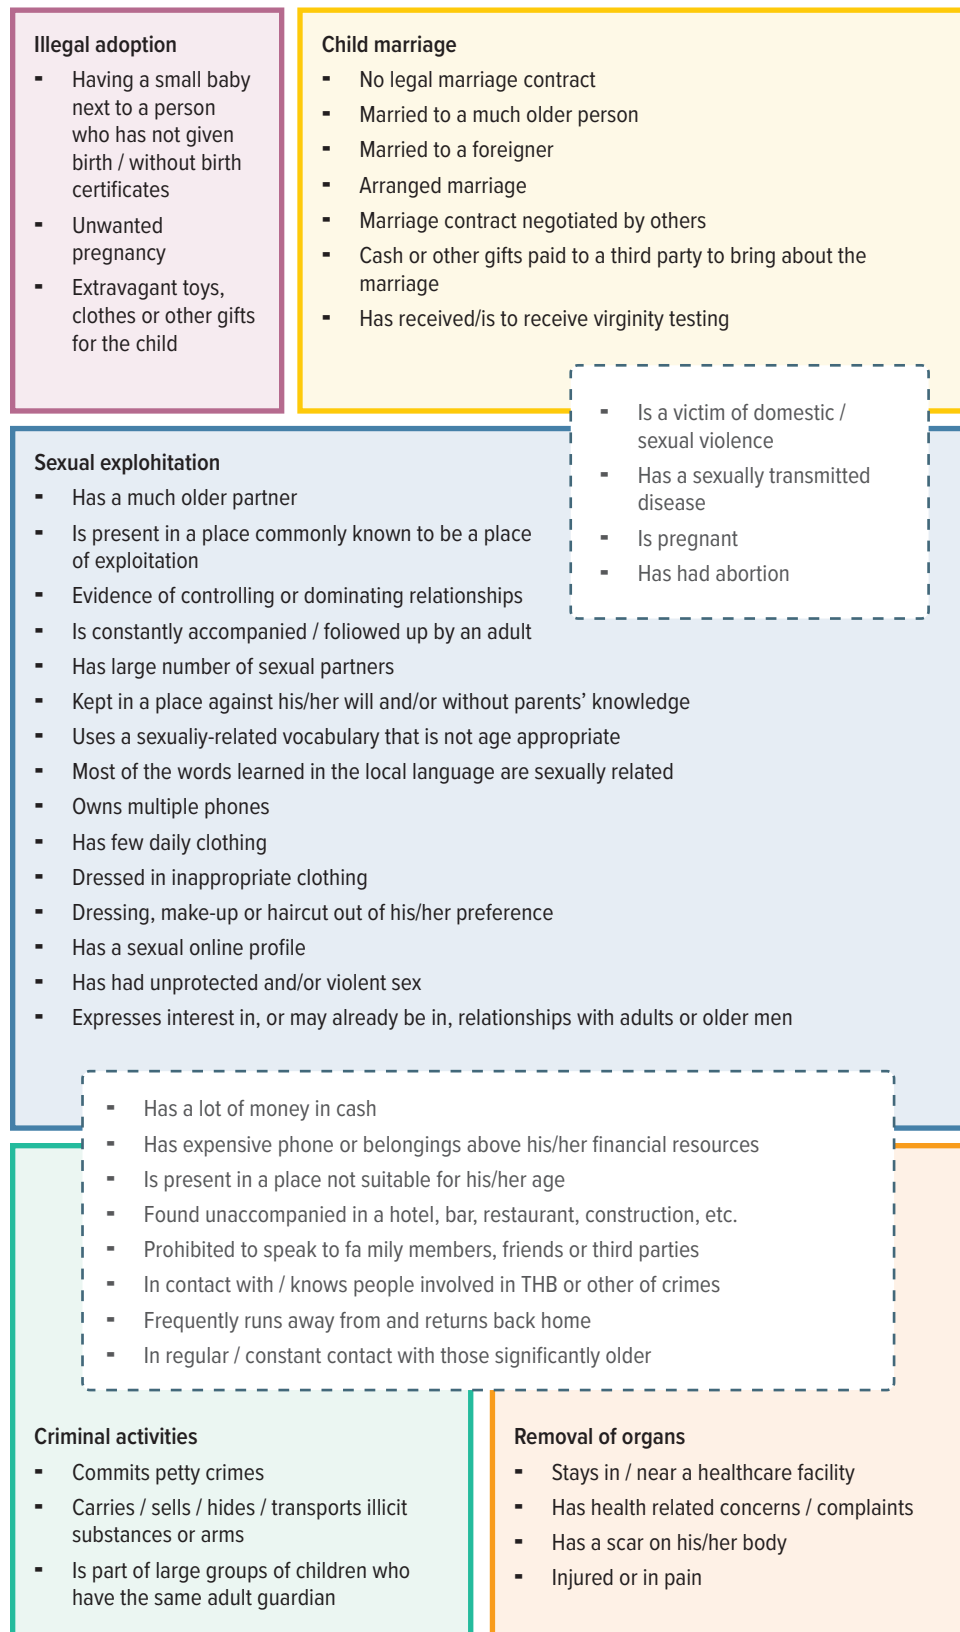 Illegal adoption
- Having a small baby
next to a person
who has not given
birth / without birth
certificates
- Unwanted
pregnancy
- Extravagant toys,
clothes or other gifts
for the child
Child marriage
- No legal marriage contract
- Married to a much older person
- Married to a foreigner
- Arranged marriage
- Marriage contract negotiated by others
- Cash or other gifts paid to a third party to bring about the
marriage
- Has received/is to receive virginity testing
- Is a victim of domestic /
sexual violence
- Has a sexually transmitted
disease
- Is pregnant
- Has had abortion
Sexual explohitation
- Has a much older partner
- Is present in a place commonly known to be a place
of exploitation
- Evidence of controlling or dominating relationships
- Is constantly accompanied / foliowed up by an adult
- Has large number of sexual partners
- Kept in a place against his/her will and/or without parents’ knowledge
- Uses a sexualiy-related vocabulary that is not age appropriate
- Most of the words learned in the local language are sexually related
- Owns multiple phones
- Has few daily clothing
- Dressed in inappropriate clothing
- Dressing, make-up or haircut out of his/her preference
- Has a sexual online profile
- Has had unprotected and/or violent sex
- Expresses interest in, or may already be in, relationships with adults or older men
- Has a lot of money in cash
- Has expensive phone or belongings above his/her financial resources
- Is present in a place not suitable for his/her age
- Found unaccompanied in a hotel, bar, restaurant, construction, etc.
- Prohibited to speak to fa mily members, friends or third parties
- In contact with / knows people involved in THB or other of crimes
- Frequently runs away from and returns back home
- In regular / constant contact with those significantly older
Criminal activities
- Commits petty crimes
- Carries / sells / hides / transports illicit
substances or arms
- Is part of large groups of children who
have the same adult guardian
Removal of organs
- Stays in / near a healthcare facility
- Has health related concerns / complaints
- Has a scar on his/her body
- Injured or in pain